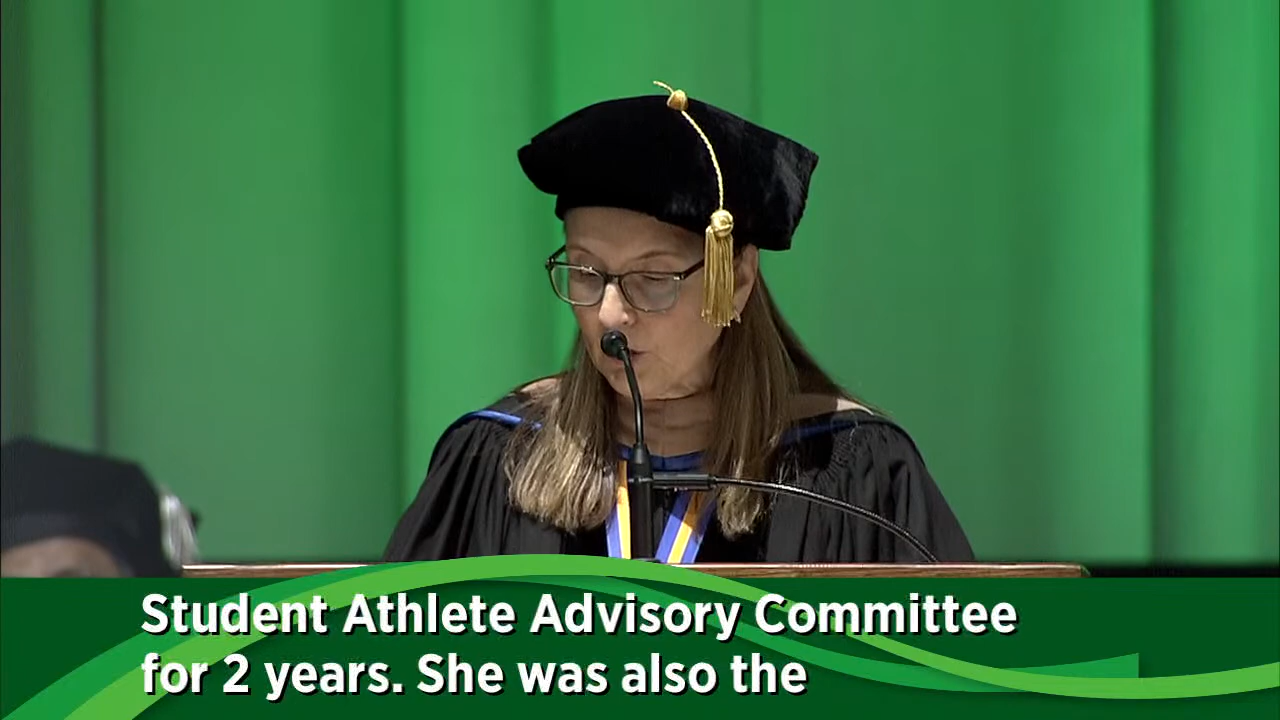 Student Athlete Advisory Committee
for 2 years. She was also the